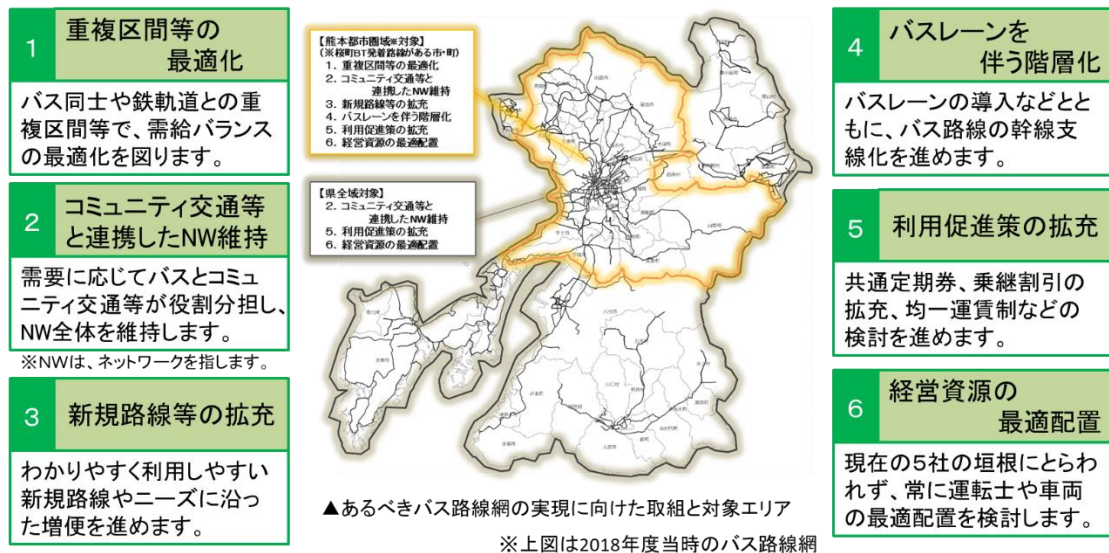 1
重複区間等の
最適化
バス同士や鉄軌道との重
複区間等で、需給バランス
の最適化を図ります。
2
コミュニティ交通等
と連携したNW維持
需要に応じてバスとコミュ
ニティ交通等が役割分担し、
NW全体を維持します。
※NWは、ネットワークを指します。
3
新規路線等の拡充
わかりやすく利用しやすい
新規路線やニーズに沿っ
た増便を進めます。
【熊本都市圏域※対象】
(※桜町BT発着路線がある市・町)
1. 重複区間等の最適化
2. コミュニティ交通等と
連携したNW維持
3. 新規路線等の拡充
4. バスレーンを伴う階層化
5. 利用促進策の拡充
6. 経営資源の最適配置
【県全域対象】
2. コミュニティ交通等と
連携したNW維持
5. 利用促進策の拡充
6. 経営資源の最適配置
▲あるべきバス路線網の実現に向けた取組と対象エリア
※上図は2018年度当時のバス路線網
4
バスレーンを
伴う階層化
バスレーンの導入などとと
もに、バス路線の幹線支
線化を進めます。
5
利用促進策の拡充
共通定期券、乗継割引の
拡充、均一運賃制などの
検討を進めます。
6
経営資源の
最適配置
現在の5社の垣根にとらわ
れず、常に運転士や車両
の最適配置を検討します。